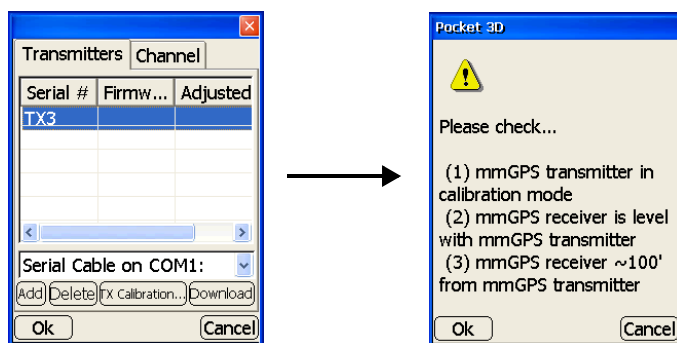 Transmitters Channel
Serial # Firmw... Adjusted
TX3
Serial Cable on COM1:
Add Delete TX Calibration... Download
Ok Cancel
Pocket 3D
Please check...
(1) mmGPS transmitter in
calibration mode
(2) mmGPS receiver is level
with mmGPS transmitter
(3) mmGPS receiver ~100'
from mmGPS transmitter
Ok Cancel